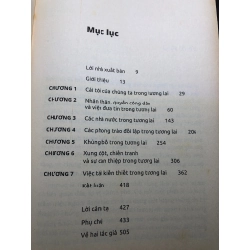 Mục lục
Lời nhà xuất bản 9
Giới thiệu 13
CHƯƠNG 1 Cái tôi của chúng ta trong tương lai 29
CHƯƠNG 2 Nhân thân, quyền công dân
và việc đưa tin trong tương lai 60
CHƯƠNG 3 Các nhà nước trong tương lai 143
CHƯƠNG 4 Các phong trào đối lập trong tương lai 204
CHƯƠNG 5 Khủng bố trong tương lai 254
CHƯƠNG 6 Xung đột, chiến tranh
và sự can thiệp trong tương lai 306
CHƯƠNG 7 Việc tái kiến thiết trong tương lai 362
Kết luận 418
Lời cảm tạ 427
Phụ chú 433
Về hai tác giả 505